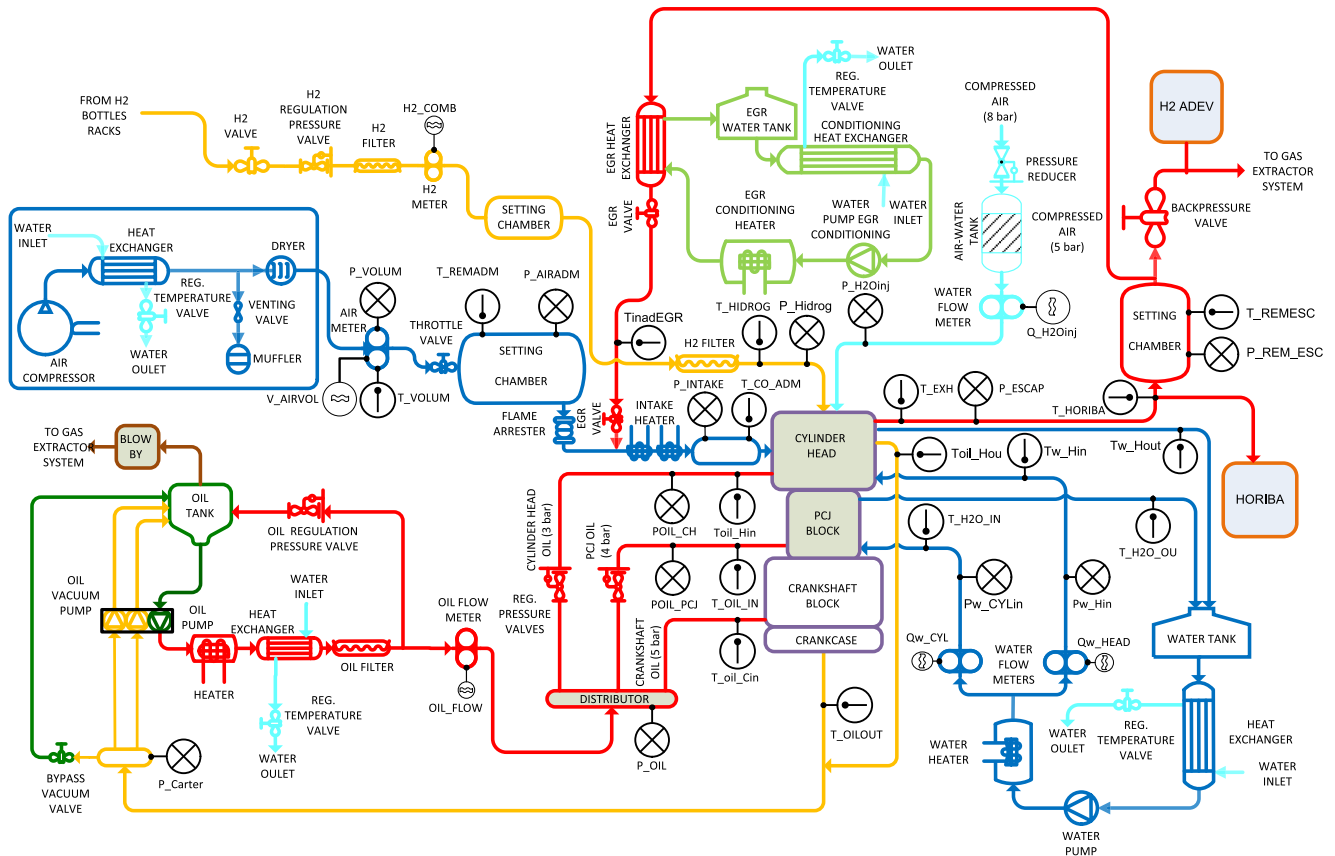 FROM H2
BOTTLES
RACKS
H2
VALVE
H2
REGULATION
PRESSURE
VALVE
H2
FILTER
H2_COMB
H2
METER
SETTING
CHAMBER
EGR HEAT
EXCHANGER
EGR
VALVE
EGR
WATER TANK
WATER
OULET
REG.
TEMPERATURE
VALVE
CONDITIONING
HEAT EXCHANGER
EGR
CONDITIONING
HEATER
WATER
PUMP EGR
CONDITIONING
WATER
INLET
COMPRESSED
AIR
(8 bar)
PRESSURE
REDUCER
AIR-WATER
TANK
COMPRESSED
AIR
(5 bar)
WATER
FLOW
METER
Q_H2Oinj
H2 ADEV
TO GAS
EXTRACTOR
SYSTEM
BACKPRESSURE
VALVE
SETTING
CHAMBER
T_REMESC
P_REM_ESC
T_HORIBA
HORIBA
WATER
INLET
HEAT
EXCHANGER
DRYER
REG.
TEMPERATURE
VALVE
VENTING
VALVE
WATER
OULET
MUFFLER
AIR
COMPRESSOR
P_VOLUM
AIR
METER
V_AIRVOL
T_VOLUM
THROTTLE
VALVE
T_REMADM
P_AIRADM
SETTING
CHAMBER
FLAME
ARRESTER
EGR
VALVE
TinadEGR
T_HIDROG
P_Hidrog
P_H2Oinj
H2 FILTER
INTAKE
HEATER
P_INTAKE
T_CO_ADM
T_EXH
P_ESCAP
CYLINDER
HEAD
PCJ
BLOCK
CRANKSHAFT
BLOCK
CRANKCASE
Toil_Hou
Tw_Hin
Tw_Hout
T_H2O_IN
T_H2O_OU
Pw_CYLin
Pw_Hin
Qw_CYL
WATER
FLOW
METERS
Qw_HEAD
WATER TANK
WATER
HEATER
WATER
OULET
REG.
TEMPERATURE
VALVE
HEAT
EXCHANGER
WATER
INLET
WATER
PUMP
TO GAS
EXTRACTOR
SYSTEM
BLOW
BY
OIL
TANK
OIL REGULATION
PRESSURE VALVE
OIL
VACUUM
PUMP
OIL
PUMP
HEATER
HEAT
EXCHANGER
WATER
INLET
OIL FILTER
REG.
TEMPERATURE
VALVE
WATER
OULET
OIL FLOW
METER
OIL_FLOW
CYLINDER HEAD
OIL (3 bar)
PCJ OIL
(4 bar)
REG.
PRESSURE
VALVES
CRANKSHAFT
OIL (5 bar)
DISTRIBUTOR
P_OIL
POIL_CH
Toil_Hin
POIL_PCJ
T_OIL_IN
T_oil_Cin
T_OILOUT
BYPASS
VACUUM
VALVE
P_Carter